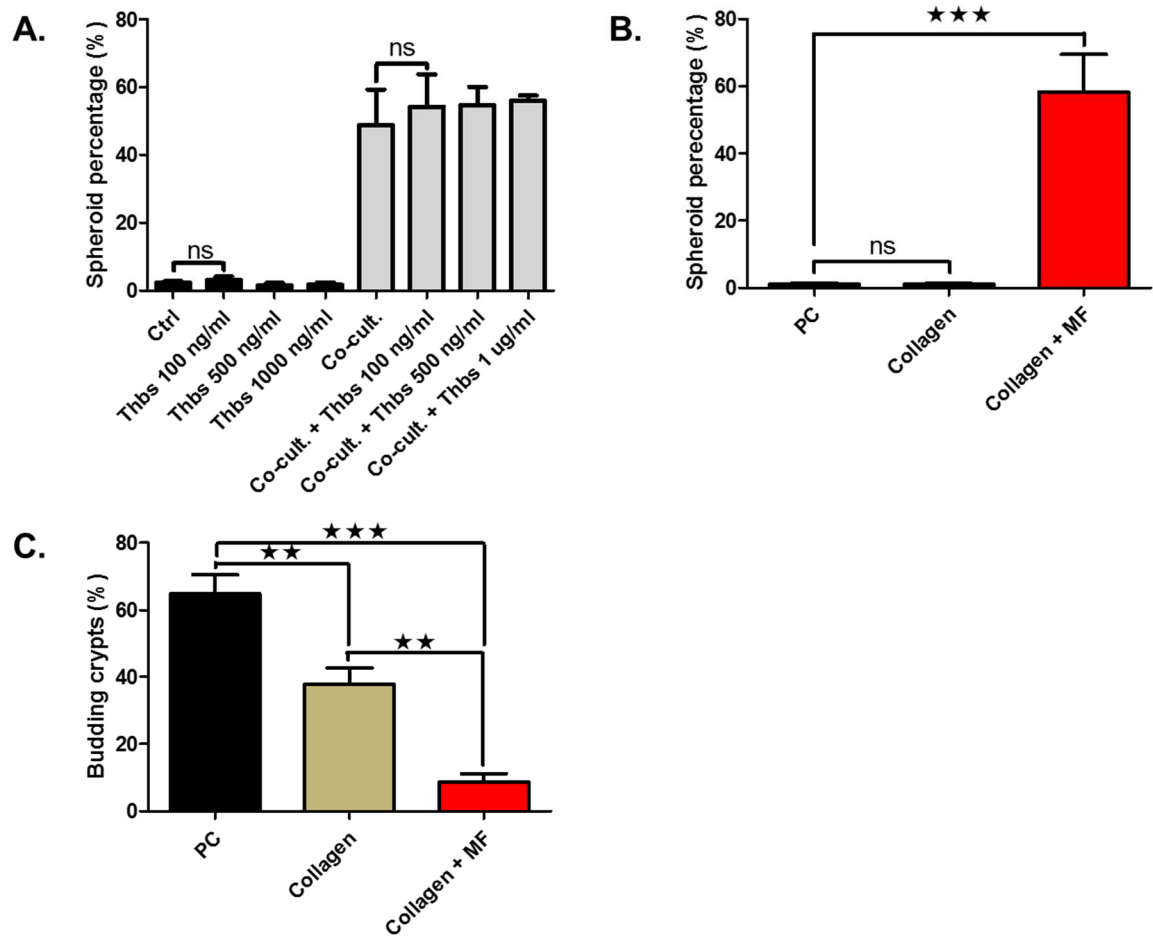 A.
Spheroid percentage (%)
80
60
40
20
0
ns
ns
Ctrl
Thbs 100 ng/ml
Thbs 500 ng/ml
Thbs 1000 ng/ml
Co-cult.
Co-cult. + Thbs 100 ng/ml
Co-cult. + Thbs 500 ng/ml
Co-cult. + Thbs 1 ug/ml
B.
Spheroid perecentage (%)
80
60
40
20
0
★★★
ns
PC
Collagen
Collagen + MF
C.
Budding crypts (%)
80
60
40
20
0
★★★
★★
★★
PC
Collagen
Collagen + MF